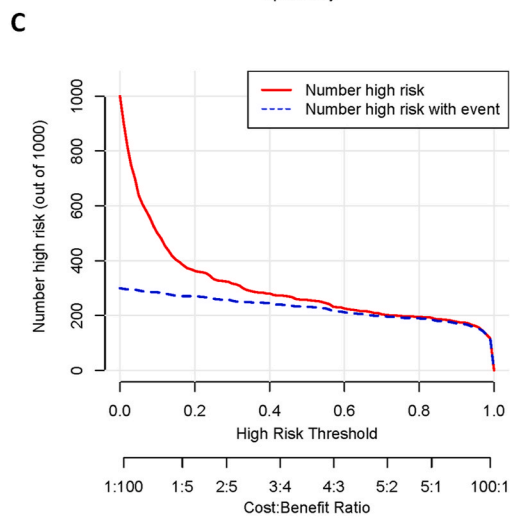 C
Number high risk
Number high risk with event
Number high risk (out of 1000)
1000
800
600
400
200
0
0.0 0.2 0.4 0.6 0.8 1.0
High Risk Threshold
1:100 1:5 2:5 3:4 4:3 5:2 5:1 100:1
Cost:Benefit Ratio